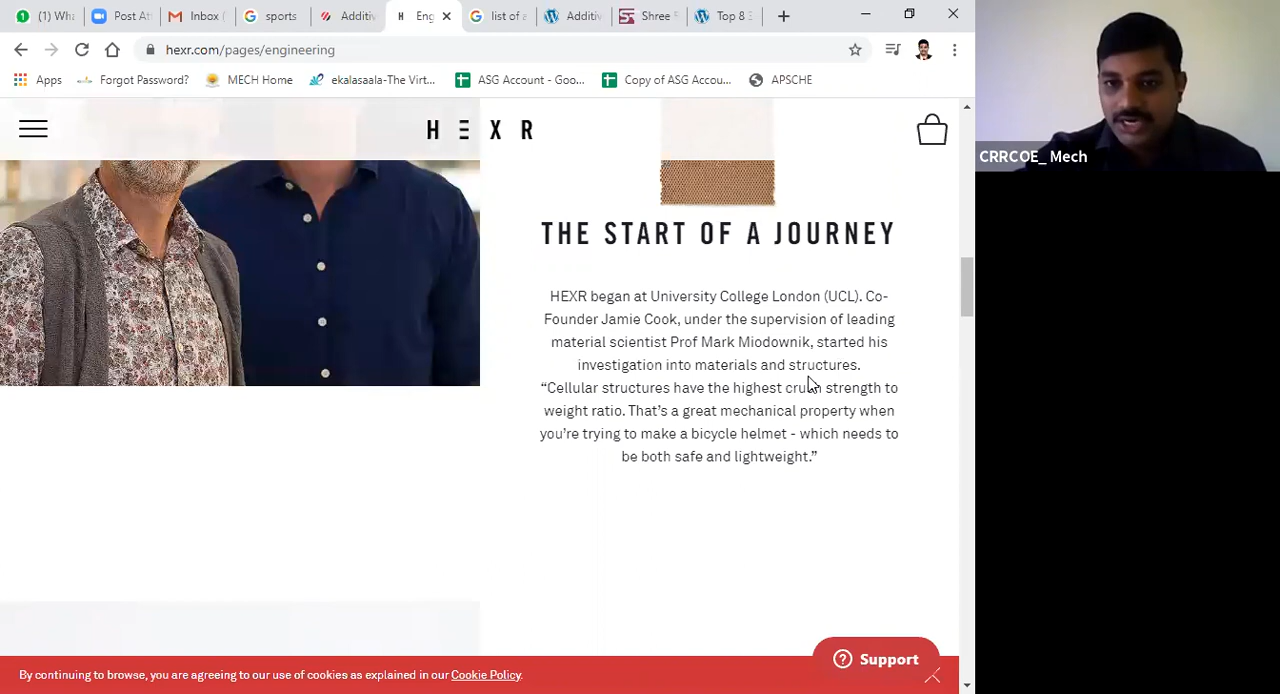 (1) Wh
Post At
Inbox (
sports
Additiv
H
Eng
list of a
Additiv
Shree
Top 8
hexr.com/pages/engineering
Apps
Forgot Password?
MECH Home
ekalasaala-The Virt...
ASG Account - Goo...
Copy of ASG Accou...
APSCHE
HEXR
CRRCOE_ Mech
THE START OF A JOURNEY
HEXR began at University College London (UCL). Co-
Founder Jamie Cook, under the supervision of leading
material scientist Prof Mark Miodownik, started his
investigation into materials and structures.
“Cellular structures have the highest crush strength to
weight ratio. That’s a great mechanical property when
you’re trying to make a bicycle helmet - which needs to
be both safe and lightweight.”
Support
By continuing to browse, you are agreeing to our use of cookies as explained in our Cookie Policy.